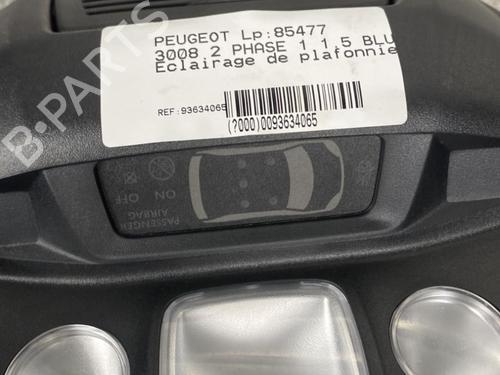 PEUGEOT Lp:85477
3008 2 PHASE 1 1,5 BLU
Eclairage de plafonnie
REF:93634065
(?000)0093634065
ON OFF
PASSENGER
AIRBAG
B-PARTS